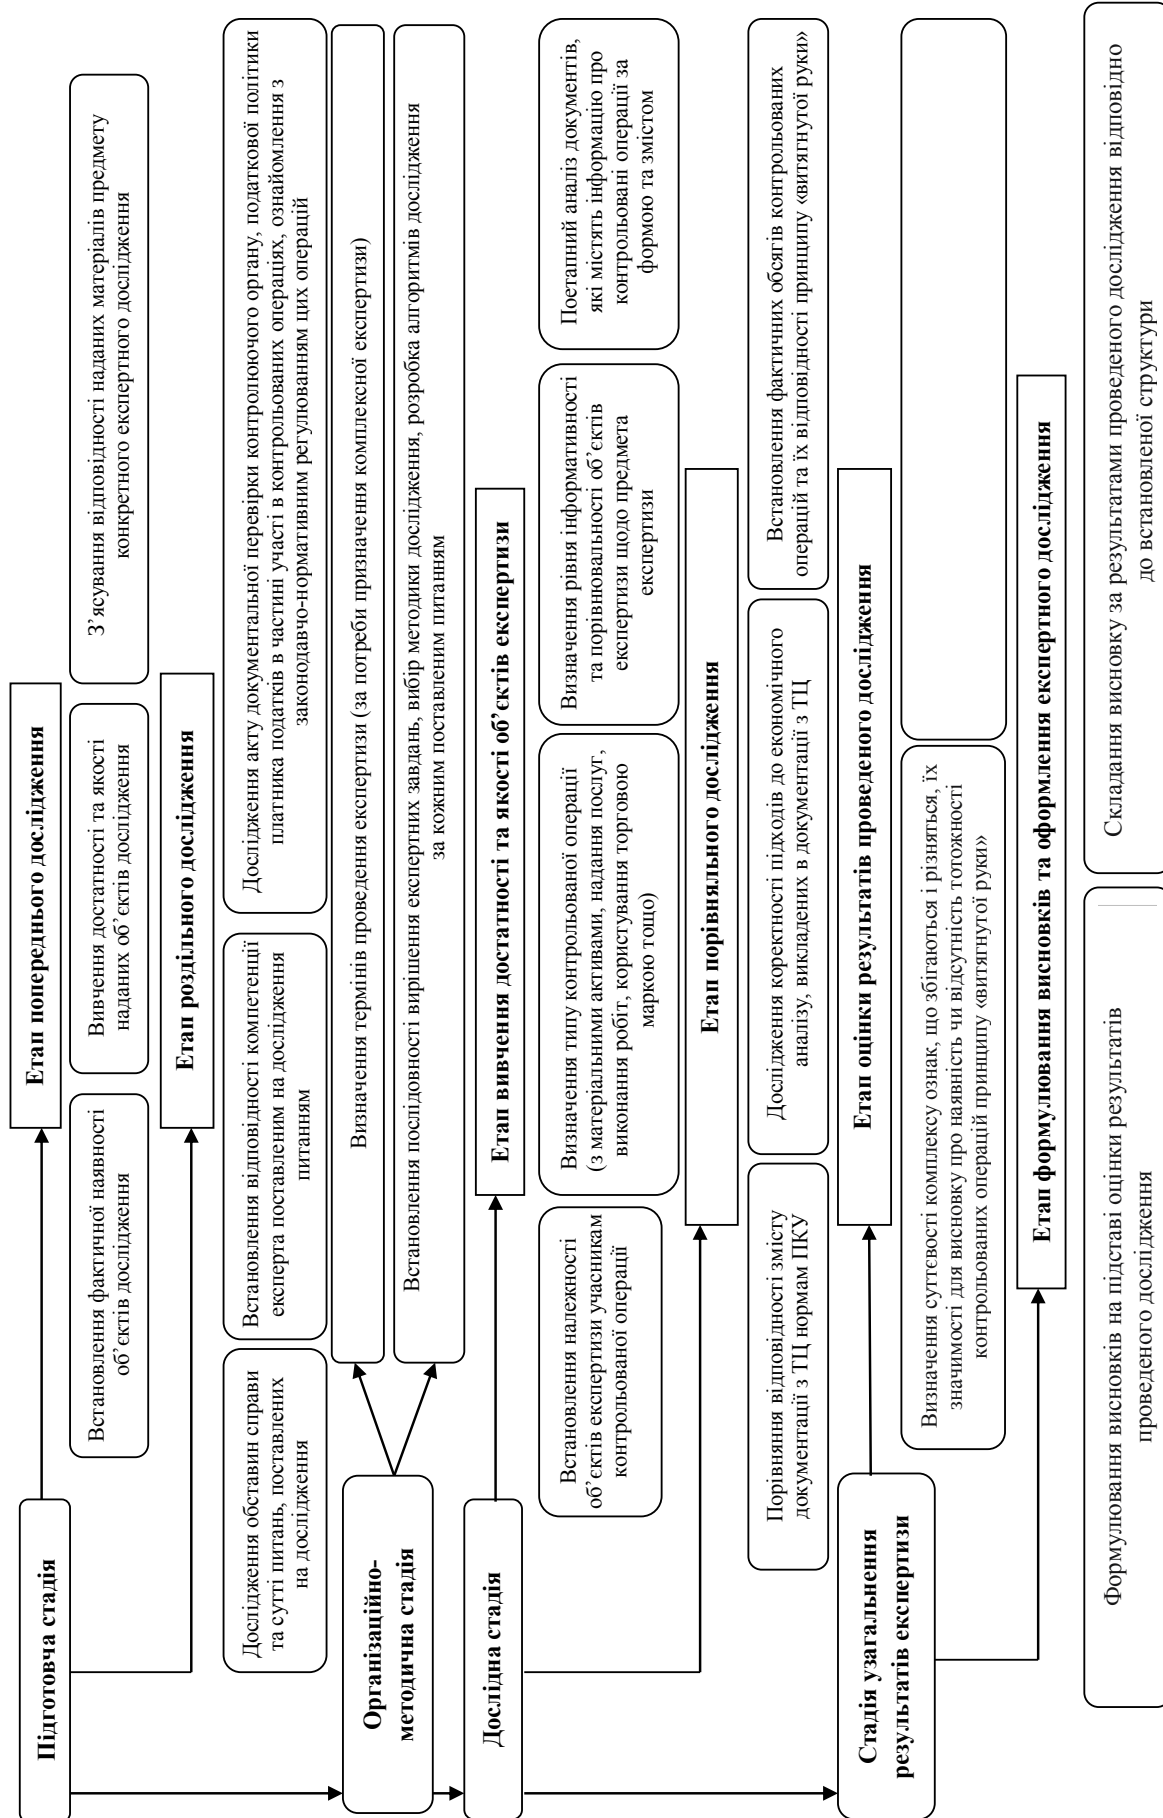 Підготовча стадія
Етап попереднього дослідження
Встановлення фактичної наявності
об’єктів дослідження
Вивчення достатності та якості
наданих об’єктів дослідження
З’ясування відповідності наданих матеріалів предмету
конкретного експертного дослідження
Етап роздільного дослідження
Дослідження обставин справи
та сутті питань, поставлених
на дослідження
Встановлення відповідності компетенції
експерта поставленим на дослідження
питанням
Дослідження акту документальної перевірки контролюючого органу, податкової політики
платника податків в частині участі в контрольованих операціях, ознайомлення з
законодавчо-нормативним регулюванням цих операцій
Організаційно-
методична стадія
Визначення термінів проведення експертизи (за потреби призначення комплексної експертизи)
Встановлення послідовності вирішення експертних завдань, вибір методики дослідження, розробка алгоритмів дослідження
за кожним поставленим питанням
Дослідна стадія
Етап вивчення достатності та якості об’єктів експертизи
Встановлення належності
об’єктів експертизи учасникам
контрольованої операції
Визначення типу контрольованої операції
(з матеріальними активами, надання послуг,
виконання робіт, користування торговою
маркою тощо)
Визначення рівня інформативності
та порівнювальності об’єктів
експертизи щодо предмета
експертизи
Поетапний аналіз документів,
які містять інформацію про
контрольовані операції за
формою та змістом
Етап порівняльного дослідження
Порівняння відповідності змісту
документації з ТЦ нормам ПКУ
Дослідження коректності підходів до економічного
аналізу, викладених в документації з ТЦ
Встановлення фактичних обсягів контрольованих
операцій та їх відповідності принципу «витягнутої руки»
Стадія узагальнення
результатів експертизи
Етап оцінки результатів проведеного дослідження
Визначення суттєвості комплексу ознак, що збігаються і різняться, їх
значимості для висновку про наявність чи відсутність тотожності
контрольованих операцій принципу «витягнутої руки»
Етап формулювання висновків та оформлення експертного дослідження
Формулювання висновків на підставі оцінки результатів
проведеного дослідження
Складання висновку за результатами проведеного дослідження відповідно
до встановленої структури